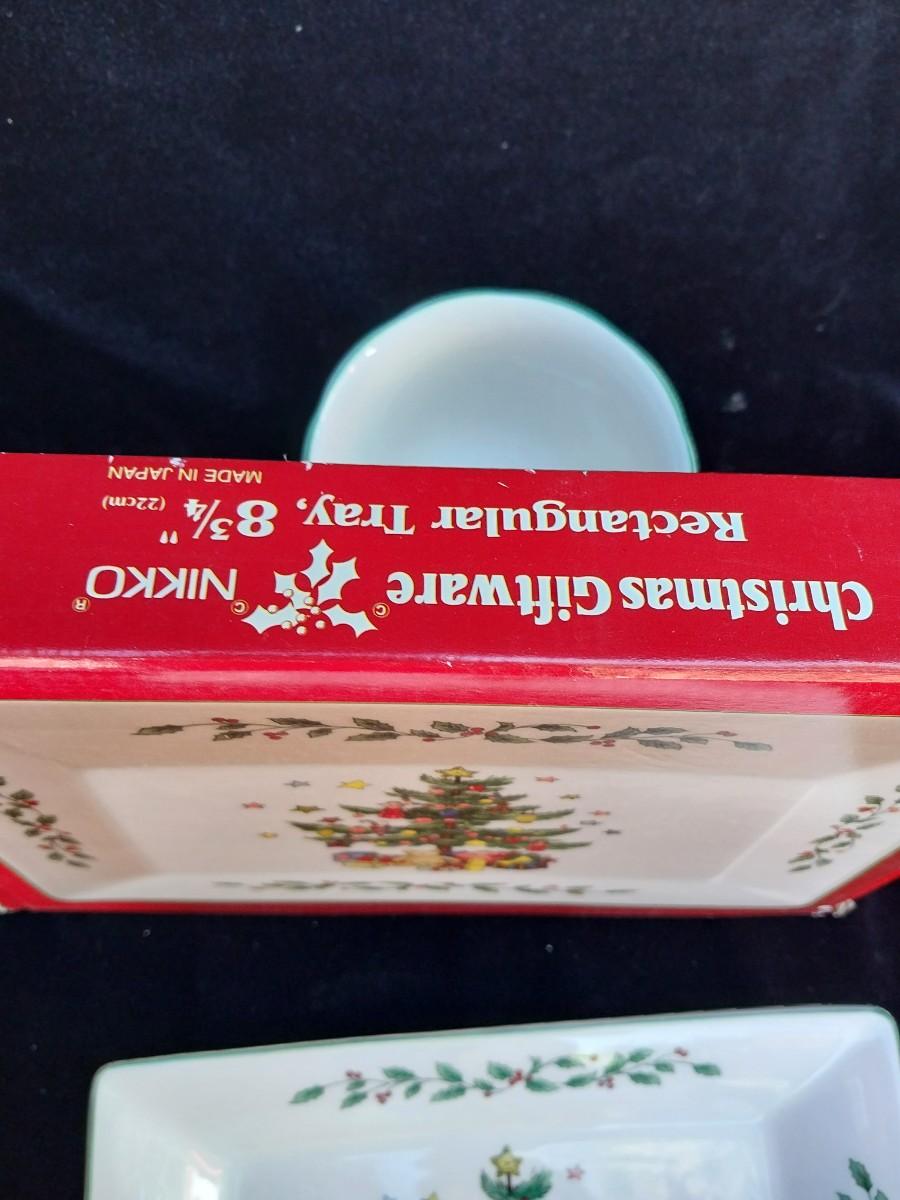 Christmas Giftware © © NIKKO ®
Rectangular Tray, 8¾" (22cm)
MADE IN JAPAN